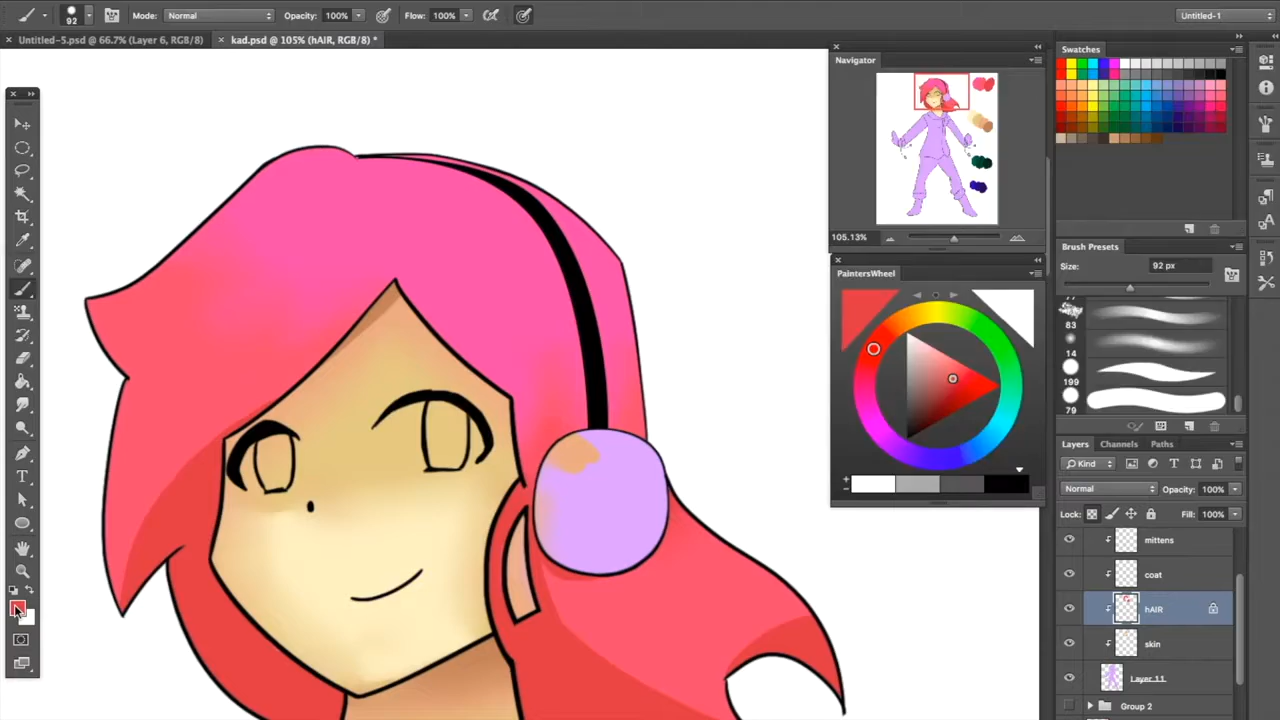 92 Mode: Normal Opacity: 100% Flow: 100% Untitled-1
× Untitled-5.psd @ 66.7% (Layer 6, RGB/8) × kad.psd @ 105% (hAIR, RGB/8) *
Navigator
105.13%
PaintersWheel
Swatches
Brush Presets
Size: 92 px
83
14
199
79
Layers Channels Paths
Kind
Normal Opacity: 100%
Lock: Fill: 100%
mittens
coat
hAIR
skin
Layer 11
Group 2